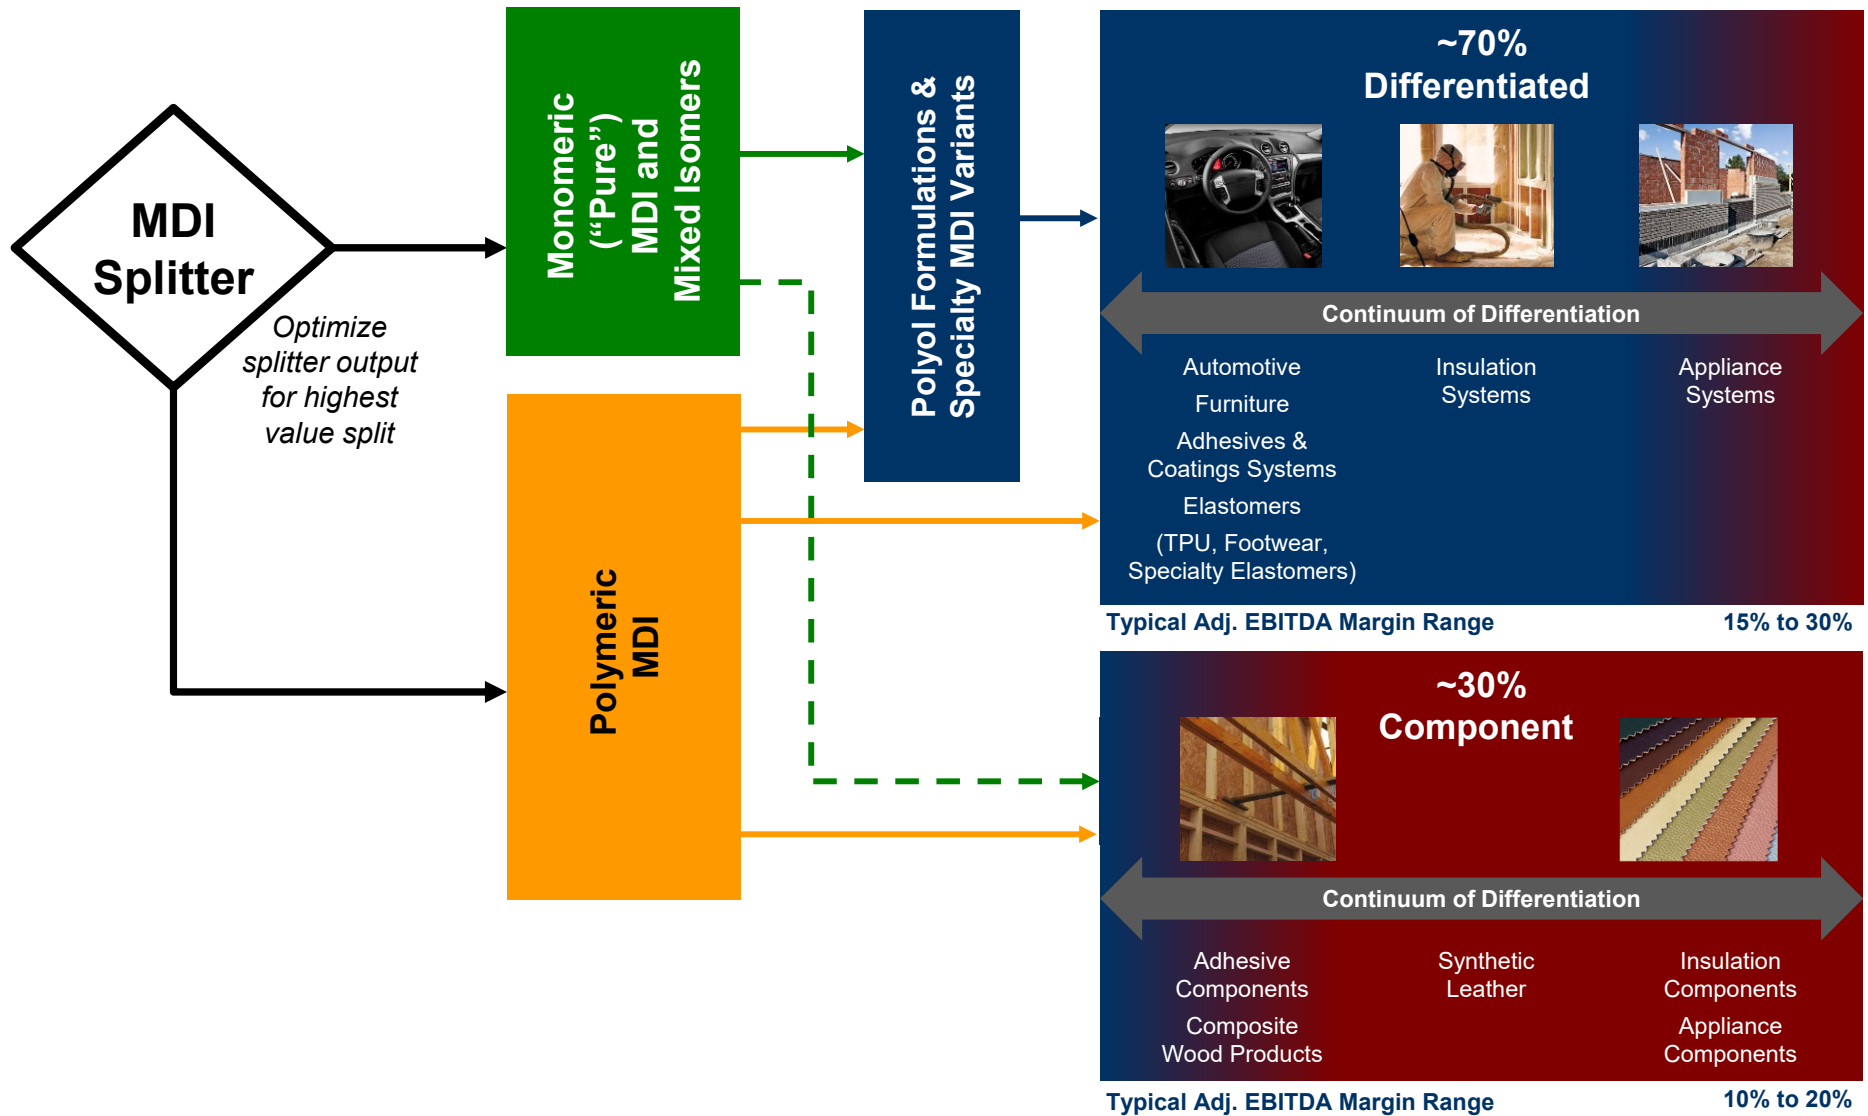 MDI
Splitter
Optimize
splitter output
for highest
value split
Monomeric
(“Pure”)
MDI and
Mixed Isomers
Polymeric
MDI
Polyol Formulations &
Specialty MDI Variants
~70%
Differentiated
Continuum of Differentiation
Automotive
Furniture
Adhesives &
Coatings Systems
Elastomers
(TPU, Footwear,
Specialty Elastomers)
Insulation
Systems
Appliance
Systems
Typical Adj. EBITDA Margin Range
15% to 30%
~30%
Component
Continuum of Differentiation
Adhesive
Components
Composite
Wood Products
Synthetic
Leather
Insulation
Components
Appliance
Components
Typical Adj. EBITDA Margin Range
10% to 20%